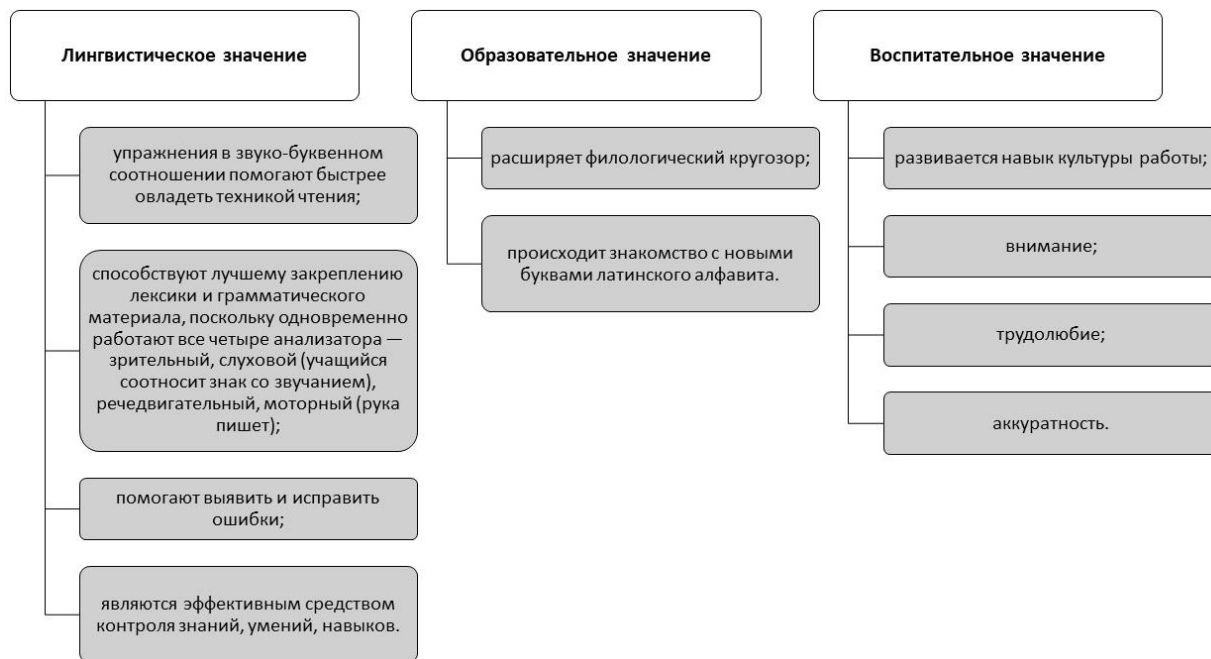 Лингвистическое значение
упражнения в звуко-буквенном
соотношении помогают быстрее
овладеть техникой чтения;
способствуют лучшему закреплению
лексики и грамматического
материала, поскольку одновременно
работают все четыре анализатора —
зрительный, слуховой (учащийся
соотносит знак со звучанием),
речедвигательный, моторный (рука
пишет);
помогают выявить и исправить
ошибки;
являются эффективным средством
контроля знаний, умений, навыков.
Образовательное значение
расширяет филологический кругозор;
происходит знакомство с новыми
буквами латинского алфавита.
Воспитательное значение
развивается навык культуры работы;
внимание;
трудолюбие;
аккуратность.